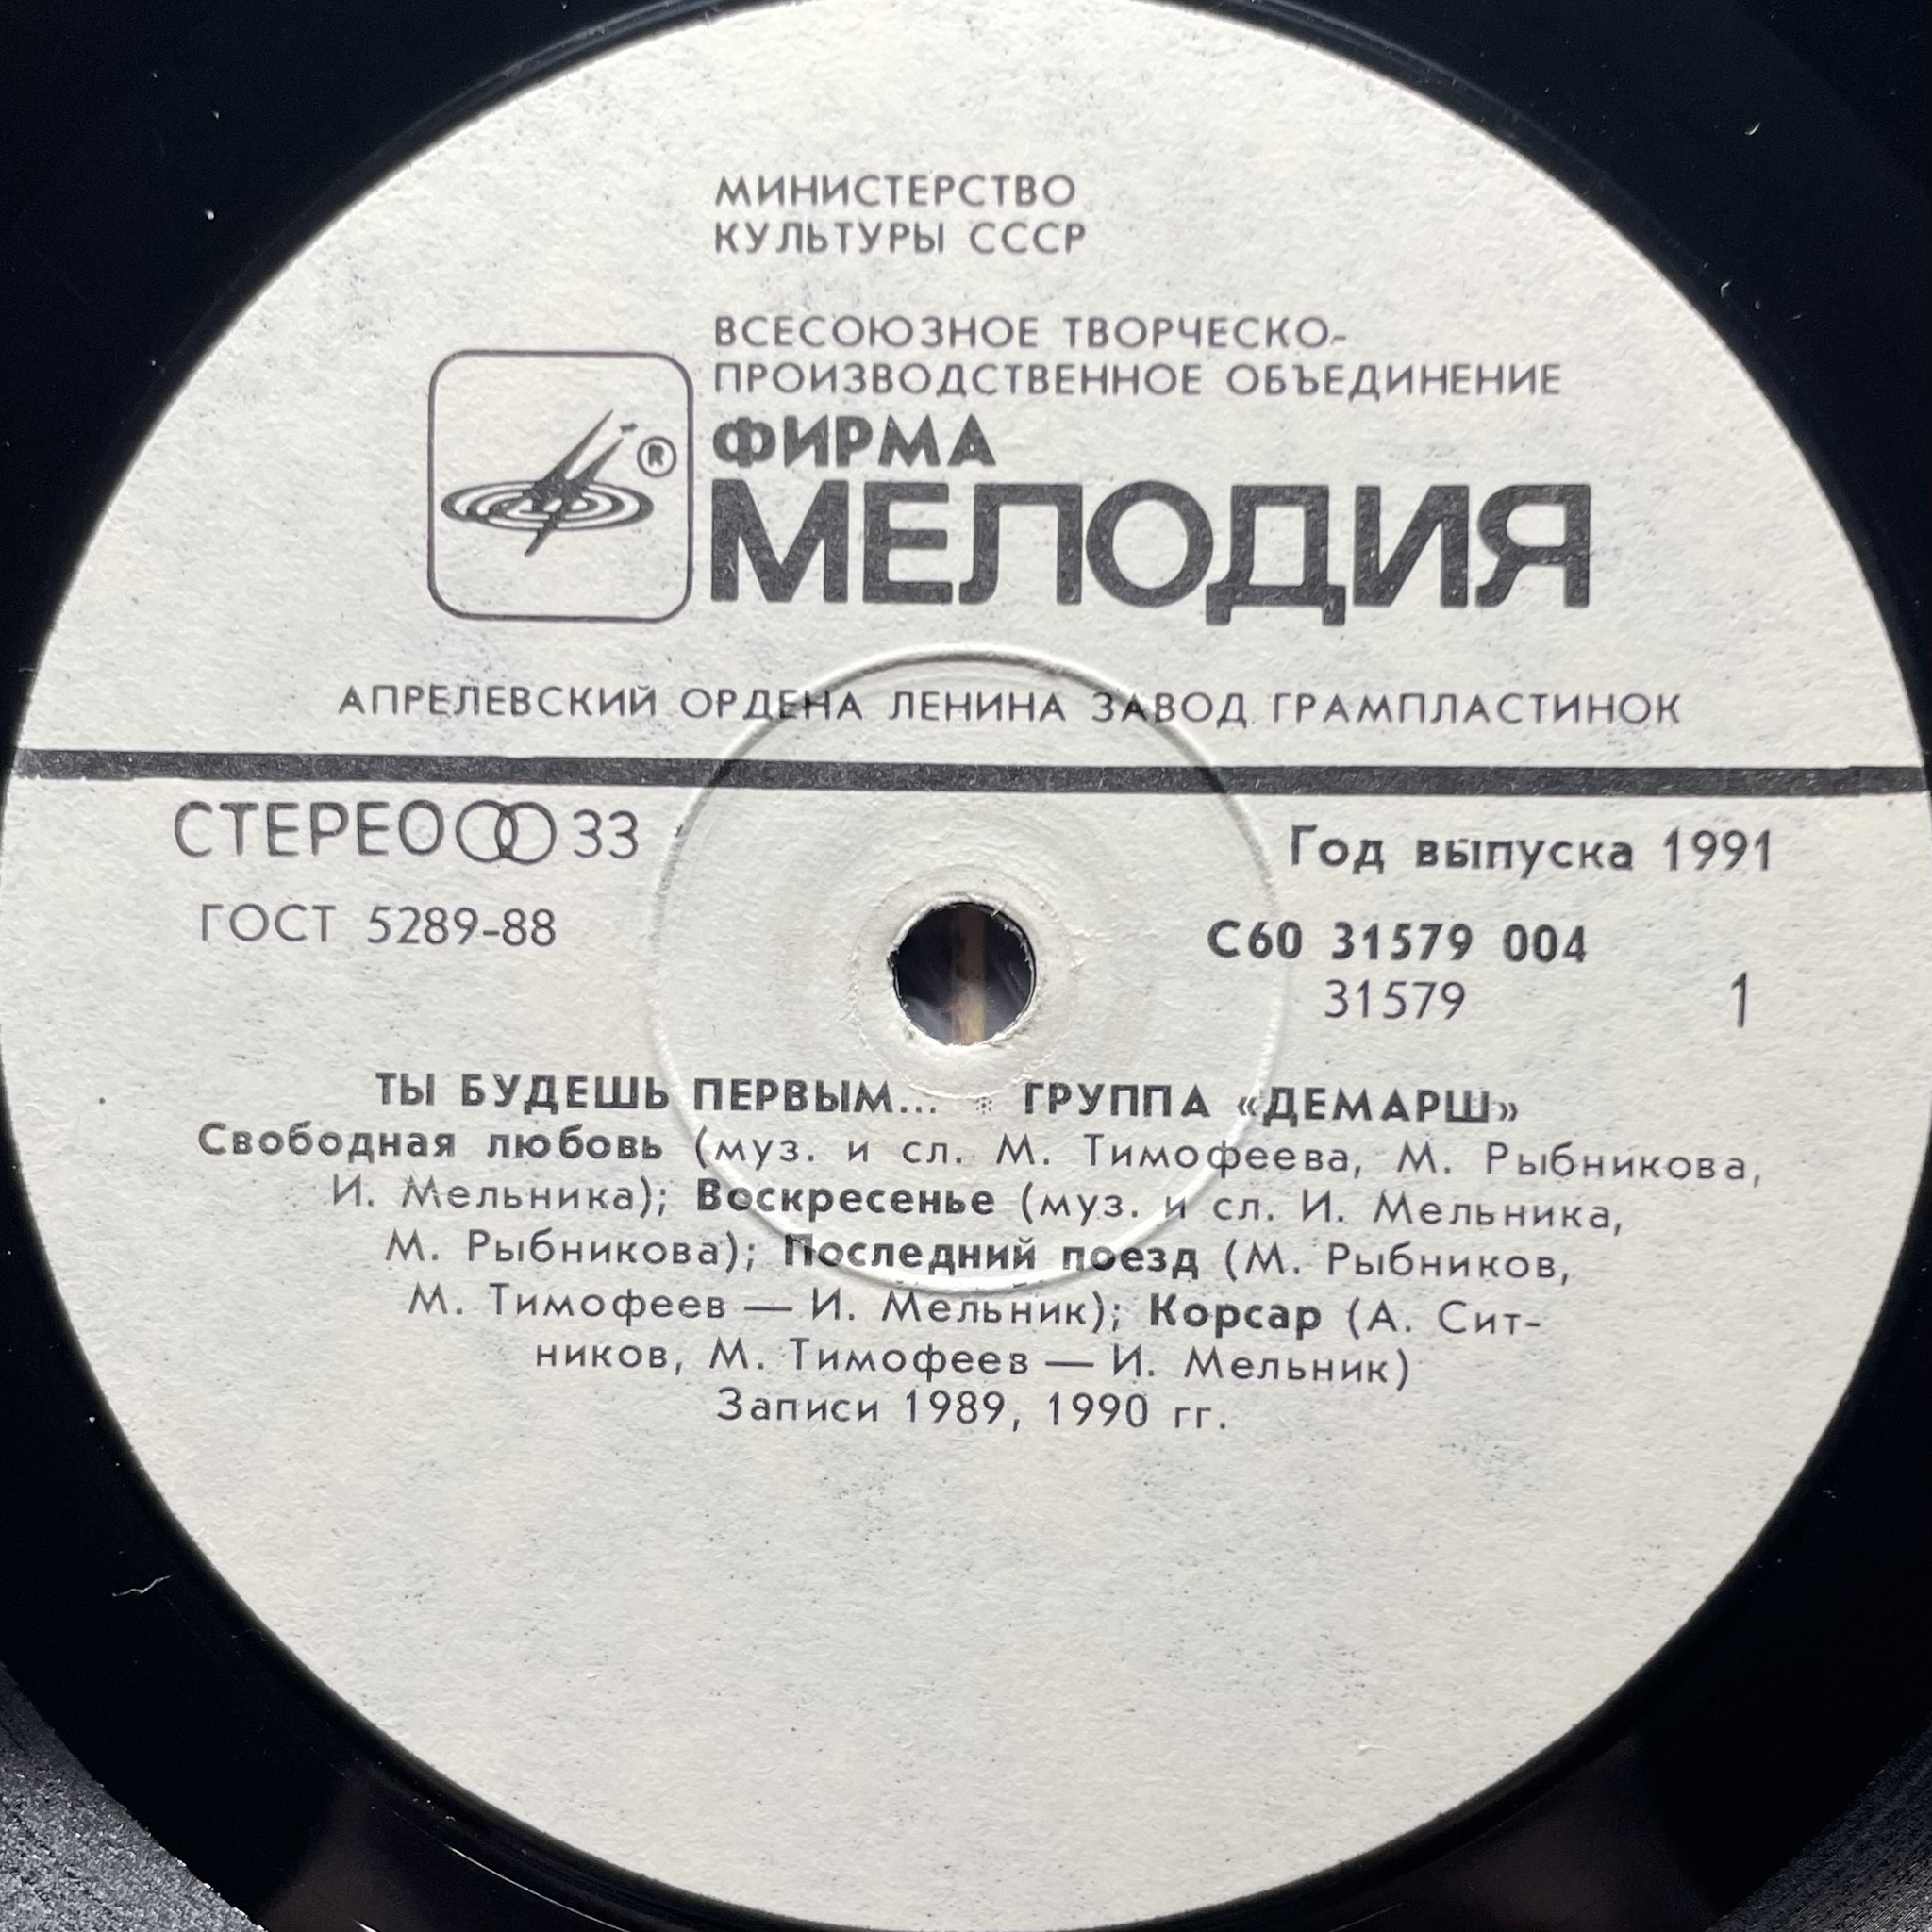 МИНИСТЕРСТВО
КУЛЬТУРЫ СССР
ВСЕСОЮЗНОЕ ТВОРЧЕСКО-
ПРОИЗВОДСТВЕННОЕ ОБЪЕДИНЕНИЕ
®
ФИРМА
МЕЛОДИЯ
АПРЕЛЕВСКИЙ ОРДЕНА ЛЕНИНА ЗАВОД ГРАМПЛАСТИНОК
СТЕРЕО 33
Год выпуска 1991
ГОСТ 5289-88
С60 31579 004
31579 1
ТЫ БУДЕШЬ ПЕРВЫМ... * ГРУППА «ДЕМАРШ»
Свободная любовь (муз. и сл. М. Тимофеева, М. Рыбникова,
И. Мельника); Воскресенье (муз. и сл. И. Мельника,
М. Рыбникова); Последний поезд (М. Рыбников,
М. Тимофеев — И. Мельник); Корсар (А. Сит-
ников, М. Тимофеев — И. Мельник)
Записи 1989, 1990 гг.